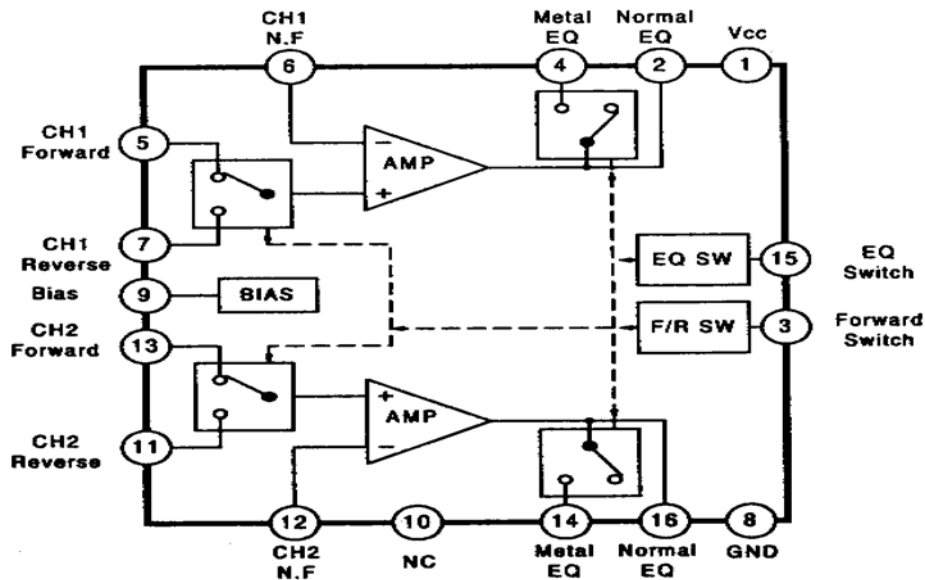 CH1
N.F
Metal
EQ
Normal
EQ
Vcc
6
4
2
1
CH1
Forward
5
−
AMP
+
CH1
Reverse
7
EQ SW
15
EQ
Switch
Bias
9
BIAS
F/R SW
3
Forward
Switch
CH2
Forward
13
+
AMP
−
CH2
Reverse
11
12
10
14
16
8
CH2
N.F
NC
Metal
EQ
Normal
EQ
GND